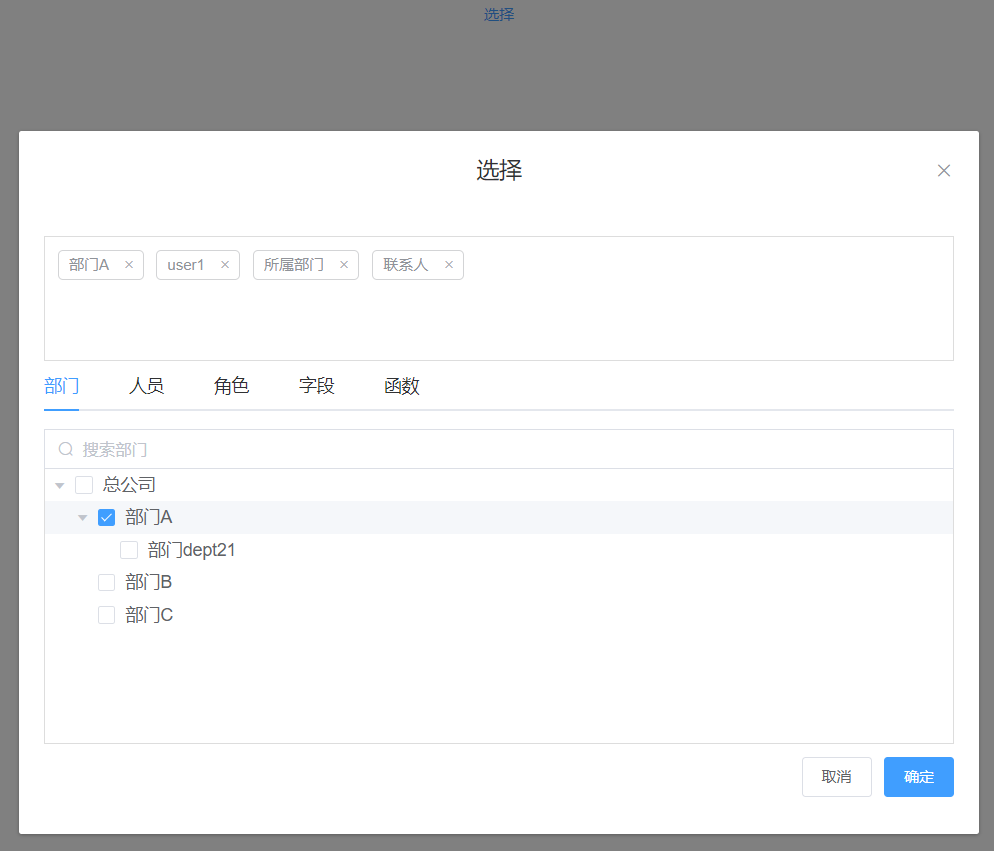 选择
选择
部门A × user1 × 所属部门 × 联系人 ×
部门 人员 角色 字段 函数
搜索部门
总公司
部门A
部门dept21
部门B
部门C
取消 确定